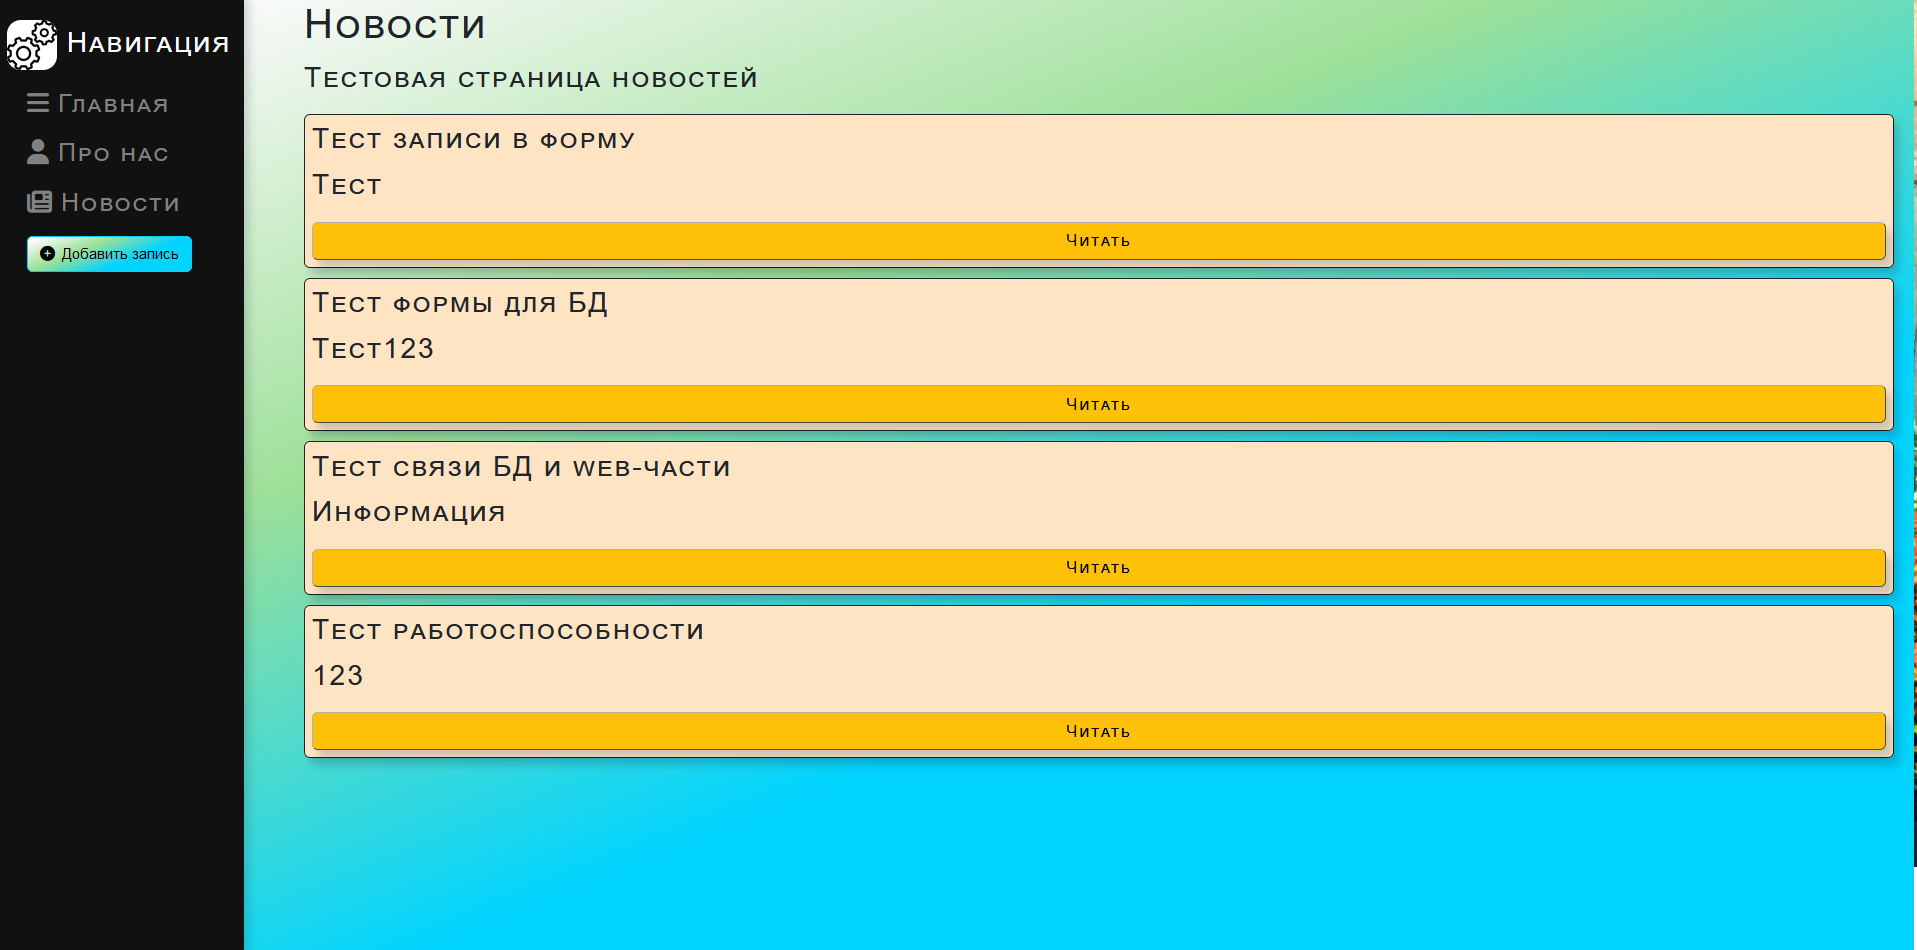 Навигация
Главная
Про нас
Новости
Добавить запись
Новости
Тестовая страница новостей
Тест записи в форму
Тест
Читать
Тест формы для БД
Тест123
Читать
Тест связи БД и web-части
Информация
Читать
Тест работоспособности
123
Читать